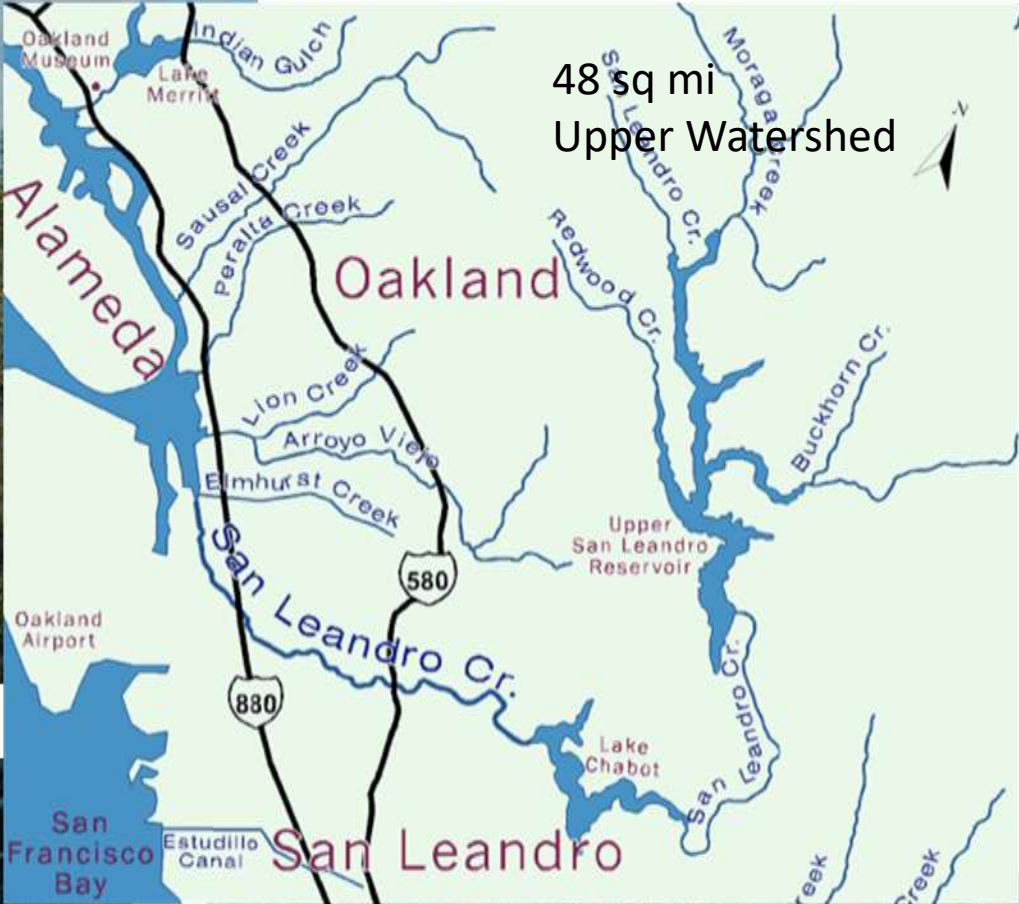 48 sq mi
Upper Watershed
Oakland
Museum
Lake
Merritt
Indian Gulch
Sausal Creek
Peralta Creek
Alameda
Oakland
San Leandro Cr.
Moraga Creek
N
Redwood Cr.
Buckhorn Cr.
Lion Creek
Arroyo Viejo
Elmhurst Creek
Upper
San Leandro
Reservoir
580
San Leandro Cr.
Oakland
Airport
880
San Leandro Cr.
Lake
Chabot
San
Francisco
Bay
Estudillo
Canal
San Leandro
reek
Creek